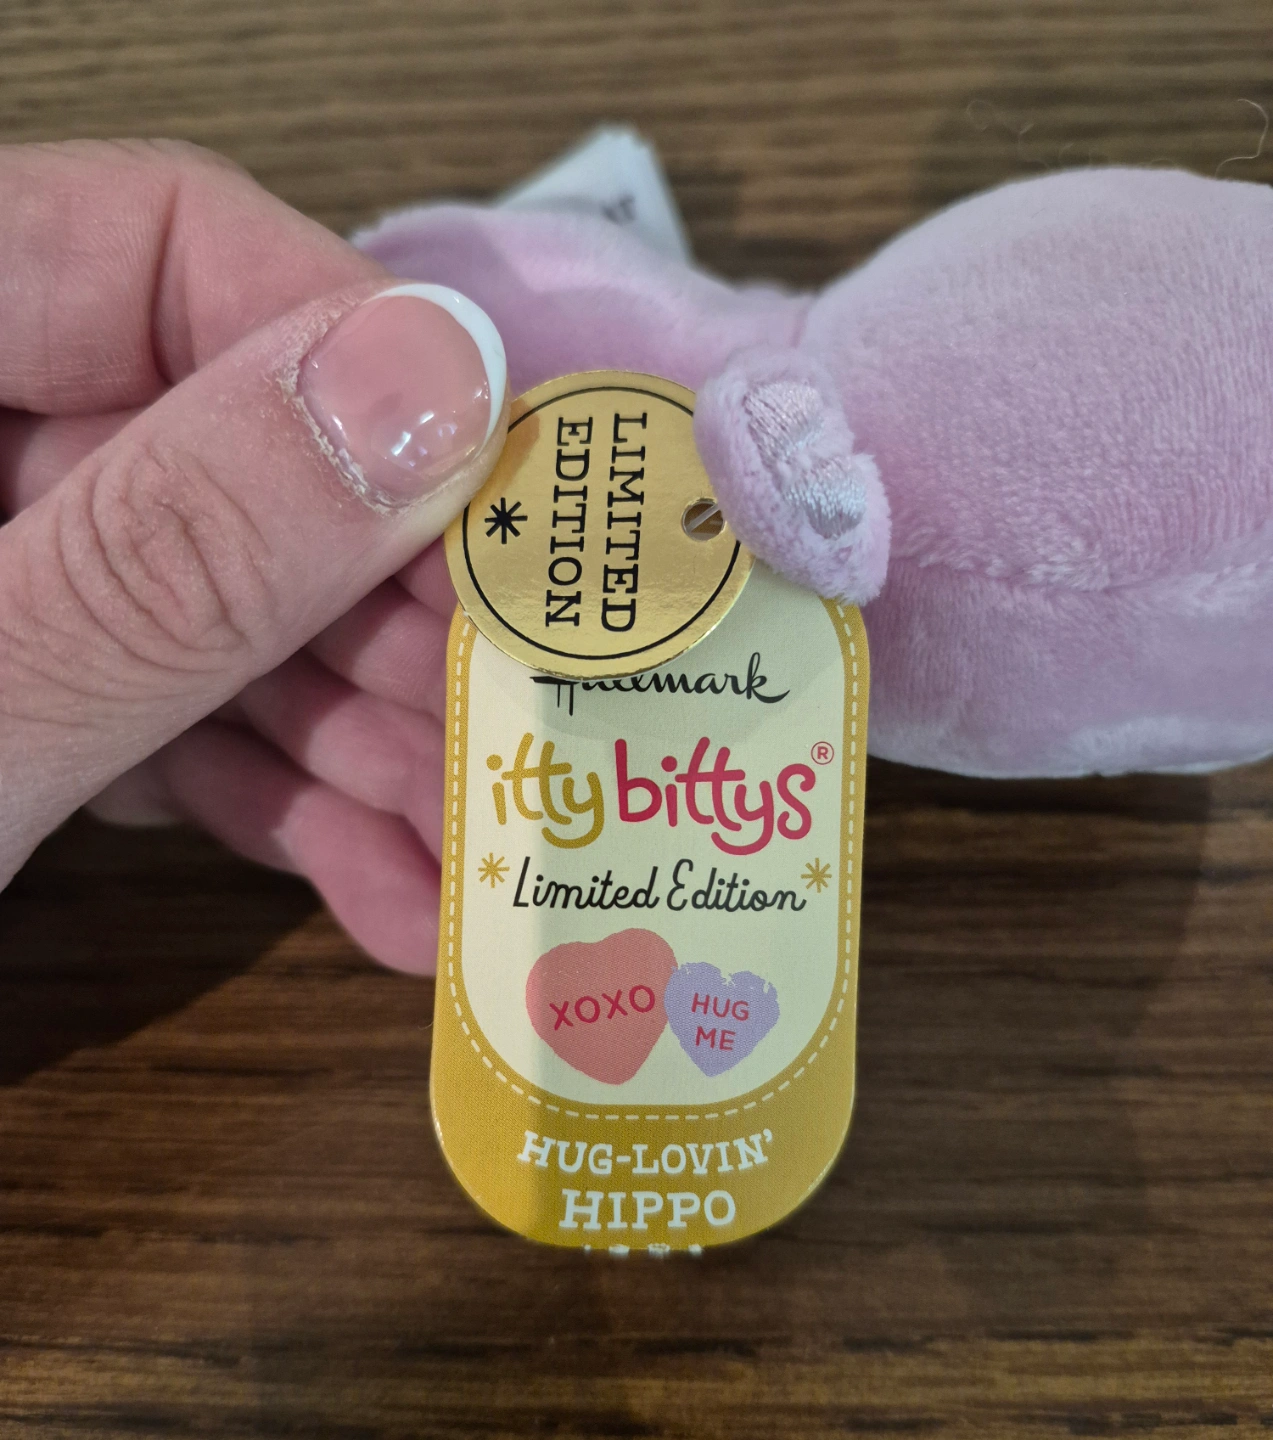 LIMITED
EDITION
Hallmark
itty bittys®
Limited Edition
XOXO
HUG
ME
HUG-LOVIN'
HIPPO